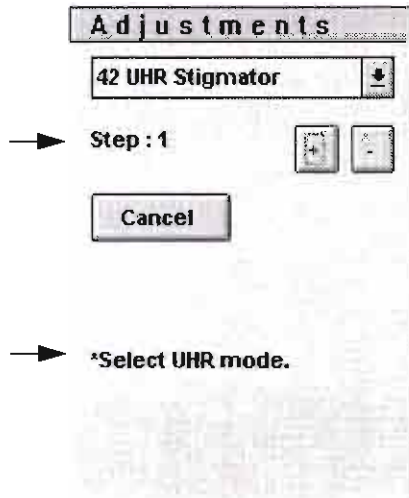 Adjustments
42 UHR Stigmator
Step : 1
+ -
Cancel
*Select UHR mode.